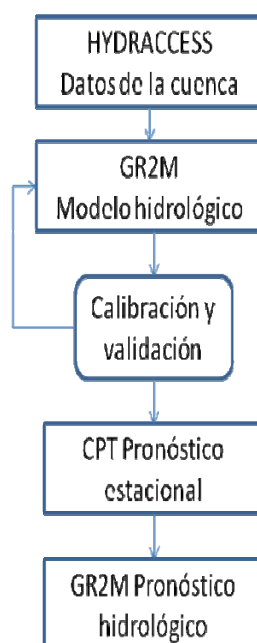 HYDRACCESS
Datos de la cuenca
GR2M
Modelo hidrológico
Calibración y
validación
CPT Pronóstico
estacional
GR2M Pronóstico
hidrológico